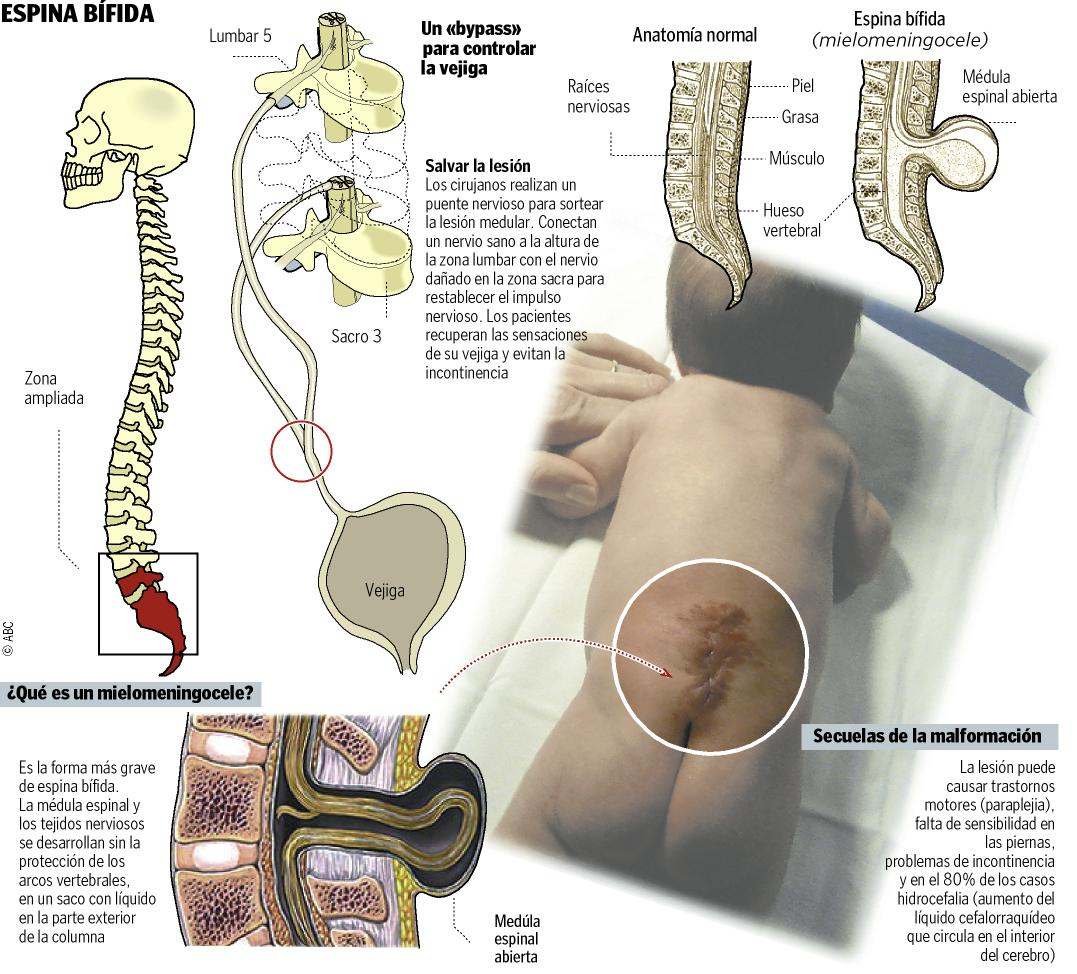 ESPINA BÍFIDA
Lumbar 5
Sacro 3
Zona
ampliada
Vejiga
© ABC
Un «bypass»
para controlar
la vejiga
Salvar la lesión
Los cirujanos realizan un
puente nervioso para sortear
la lesión medular. Conectan
un nervio sano a la altura de
la zona lumbar con el nervio
dañado en la zona sacra para
restablecer el impulso
nervioso. Los pacientes
recuperan las sensaciones
de su vejiga y evitan la
incontinencia
Anatomía normal
Raíces
nerviosas
Piel
Grasa
Músculo
Hueso
vertebral
Espina bífida
(mielomeningocele)
Médula
espinal abierta
¿Qué es un mielomeningocele?
Es la forma más grave
de espina bífida.
La médula espinal y
los tejidos nerviosos
se desarrollan sin la
protección de los
arcos vertebrales,
en un saco con líquido
en la parte exterior
de la columna
Medúla
espinal
abierta
Secuelas de la malformación
La lesión puede
causar trastornos
motores (paraplejia),
falta de sensibilidad en
las piernas,
problemas de incontinencia
y en el 80% de los casos
hidrocefalia (aumento del
líquido cefalorraquídeo
que circula en el interior
del cerebro)